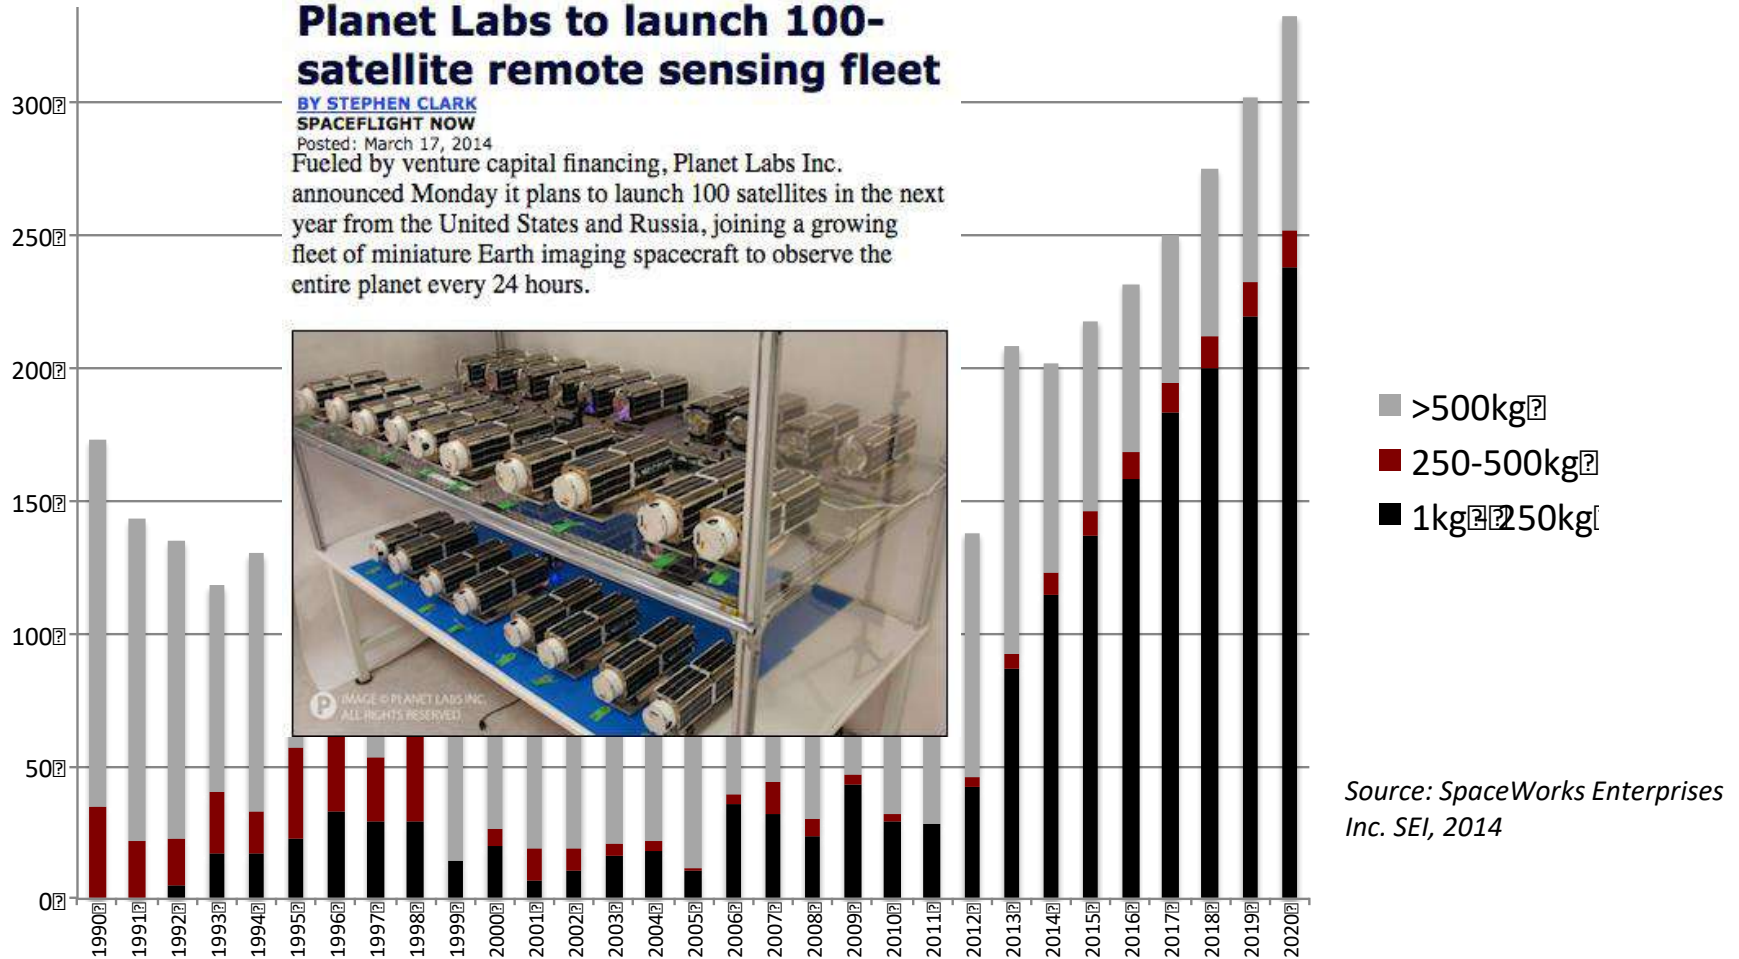 Planet Labs to launch 100-
satellite remote sensing fleet
BY STEPHEN CLARK
SPACEFLIGHT NOW
Posted: March 17, 2014
Fueled by venture capital financing, Planet Labs Inc.
announced Monday it plans to launch 100 satellites in the next
year from the United States and Russia, joining a growing
fleet of miniature Earth imaging spacecraft to observe the
entire planet every 24 hours.
P
IMAGE © PLANET LABS INC.
ALL RIGHTS RESERVED
300
250
200
150
100
50
0
1990
1991
1992
1993
1994
1995
1996
1997
1998
1999
2000
2001
2002
2003
2004
2005
2006
2007
2008
2009
2010
2011
2012
2013
2014
2015
2016
2017
2018
2019
2020
>500kg
250-500kg
1kg - 250kg
Source: SpaceWorks Enterprises
Inc. SEI, 2014